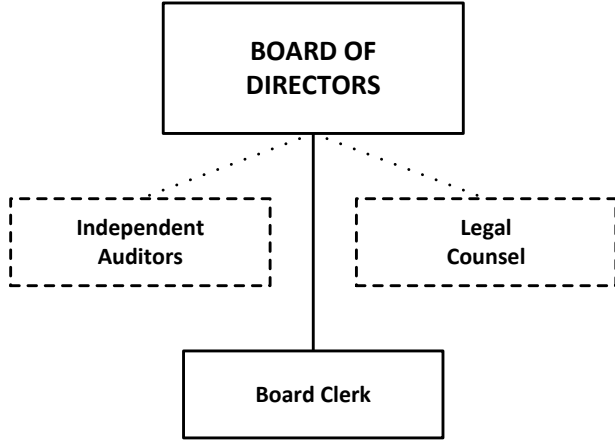 BOARD OF
DIRECTORS
Independent
Auditors
Legal
Counsel
Board Clerk